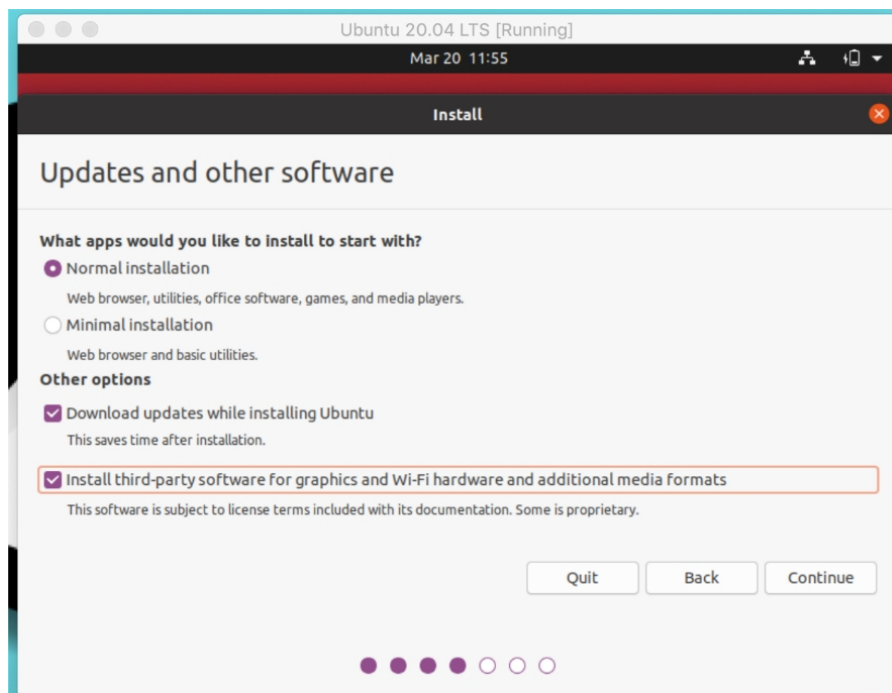 Ubuntu 20.04 LTS [Running]
Mar 20 11:55
Install
Updates and other software
What apps would you like to install to start with?
Normal installation
Web browser, utilities, office software, games, and media players.
Minimal installation
Web browser and basic utilities.
Other options
Download updates while installing Ubuntu
This saves time after installation.
Install third-party software for graphics and Wi-Fi hardware and additional media formats
This software is subject to license terms included with its documentation. Some is proprietary.
Quit Back Continue